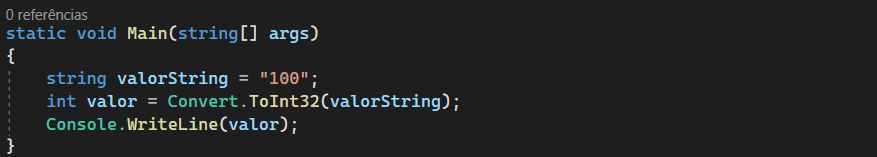 0 referências
static void Main(string[] args)
{
string valorString = "100";
int valor = Convert.ToInt32(valorString);
Console.WriteLine(valor);
}